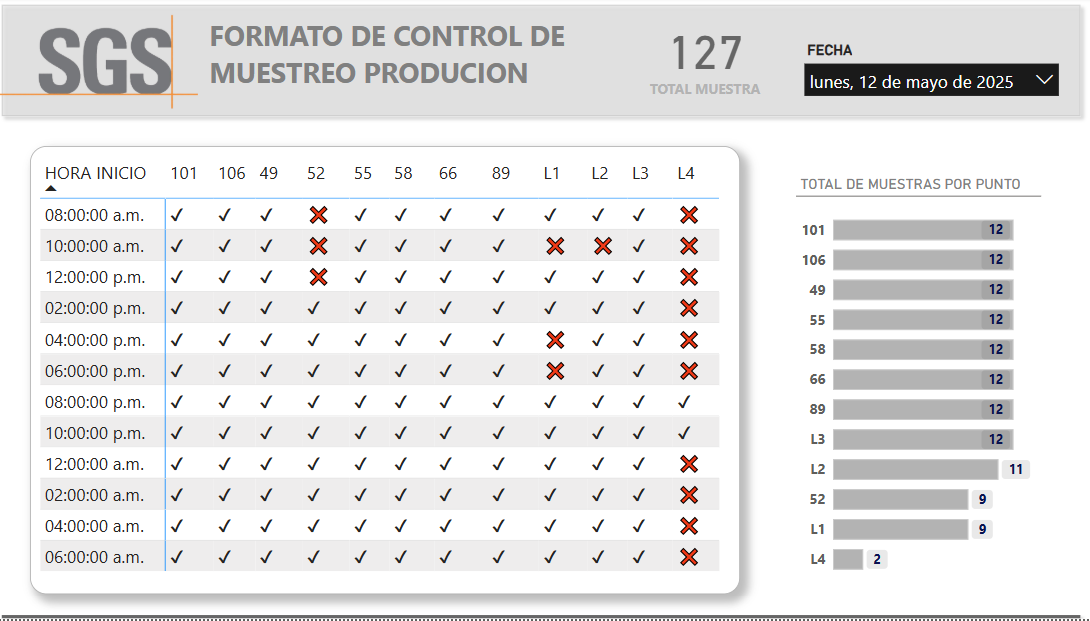 SGS
FORMATO DE CONTROL DE
MUESTREO PRODUCION
127
TOTAL MUESTRA
FECHA
lunes, 12 de mayo de 2025
HORA INICIO 101 106 49 52 55 58 66 89 L1 L2 L3 L4
08:00:00 a.m. ✓ ✓ ✓ ❌ ✓ ✓ ✓ ✓ ✓ ✓ ✓ ❌
10:00:00 a.m. ✓ ✓ ✓ ❌ ✓ ✓ ✓ ✓ ❌ ❌ ✓ ❌
12:00:00 p.m. ✓ ✓ ✓ ❌ ✓ ✓ ✓ ✓ ✓ ✓ ✓ ❌
02:00:00 p.m. ✓ ✓ ✓ ✓ ✓ ✓ ✓ ✓ ✓ ✓ ✓ ❌
04:00:00 p.m. ✓ ✓ ✓ ✓ ✓ ✓ ✓ ✓ ❌ ✓ ✓ ❌
06:00:00 p.m. ✓ ✓ ✓ ✓ ✓ ✓ ✓ ✓ ❌ ✓ ✓ ❌
08:00:00 p.m. ✓ ✓ ✓ ✓ ✓ ✓ ✓ ✓ ✓ ✓ ✓ ✓
10:00:00 p.m. ✓ ✓ ✓ ✓ ✓ ✓ ✓ ✓ ✓ ✓ ✓ ✓
12:00:00 a.m. ✓ ✓ ✓ ✓ ✓ ✓ ✓ ✓ ✓ ✓ ✓ ❌
02:00:00 a.m. ✓ ✓ ✓ ✓ ✓ ✓ ✓ ✓ ✓ ✓ ✓ ❌
04:00:00 a.m. ✓ ✓ ✓ ✓ ✓ ✓ ✓ ✓ ✓ ✓ ✓ ❌
06:00:00 a.m. ✓ ✓ ✓ ✓ ✓ ✓ ✓ ✓ ✓ ✓ ✓ ❌
TOTAL DE MUESTRAS POR PUNTO
101 12
106 12
49 12
55 12
58 12
66 12
89 12
L3 12
L2 11
52 9
L1 9
L4 2